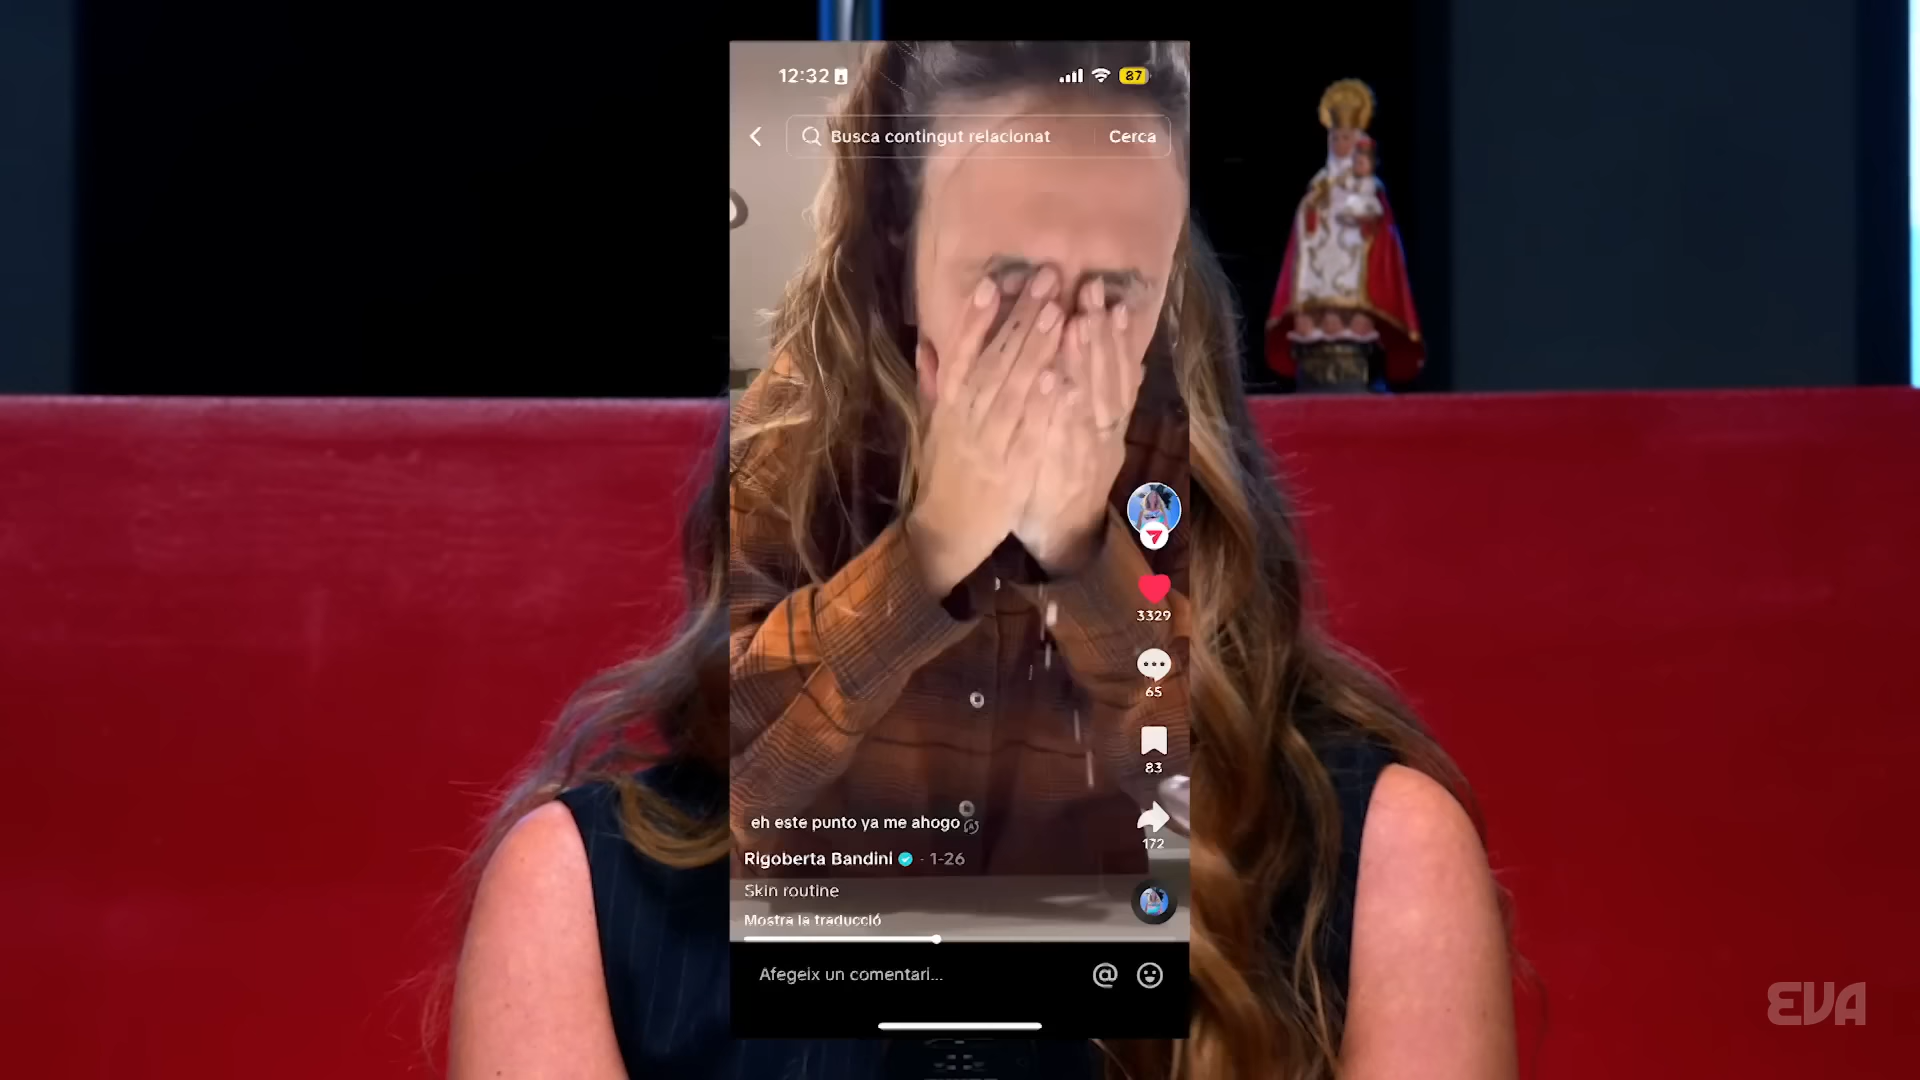 12:32
87
Busca contingut relacionat
Cerca
3329
65
83
172
eh este punto ya me ahogo
Rigoberta Bandini · 1-26
Skin routine
Mostra la traducció
Afegeix un comentari...
@
EVA